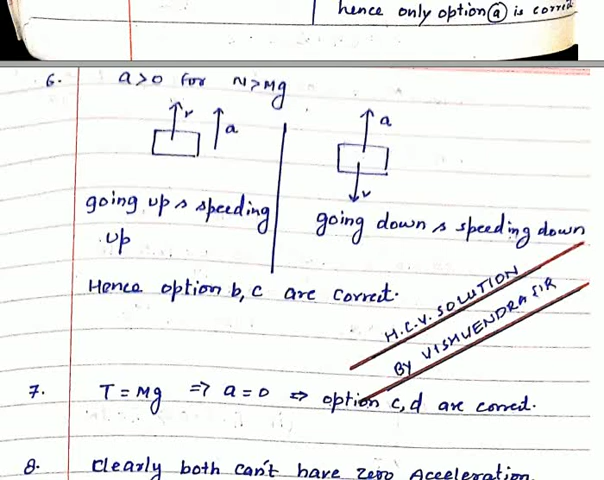 hence only option ⓐ is correct
6. a>0 for N>Mg
v a a
v
going up & speeding going down & speeding down
up
Hence option b, c are correct.
H.C.V. SOLUTION
BY VISHVENDRA SIR
7. T = Mg ⇒ a = 0 ⇒ option c, d are correct.
8. Clearly both can't have zero Acceleration.